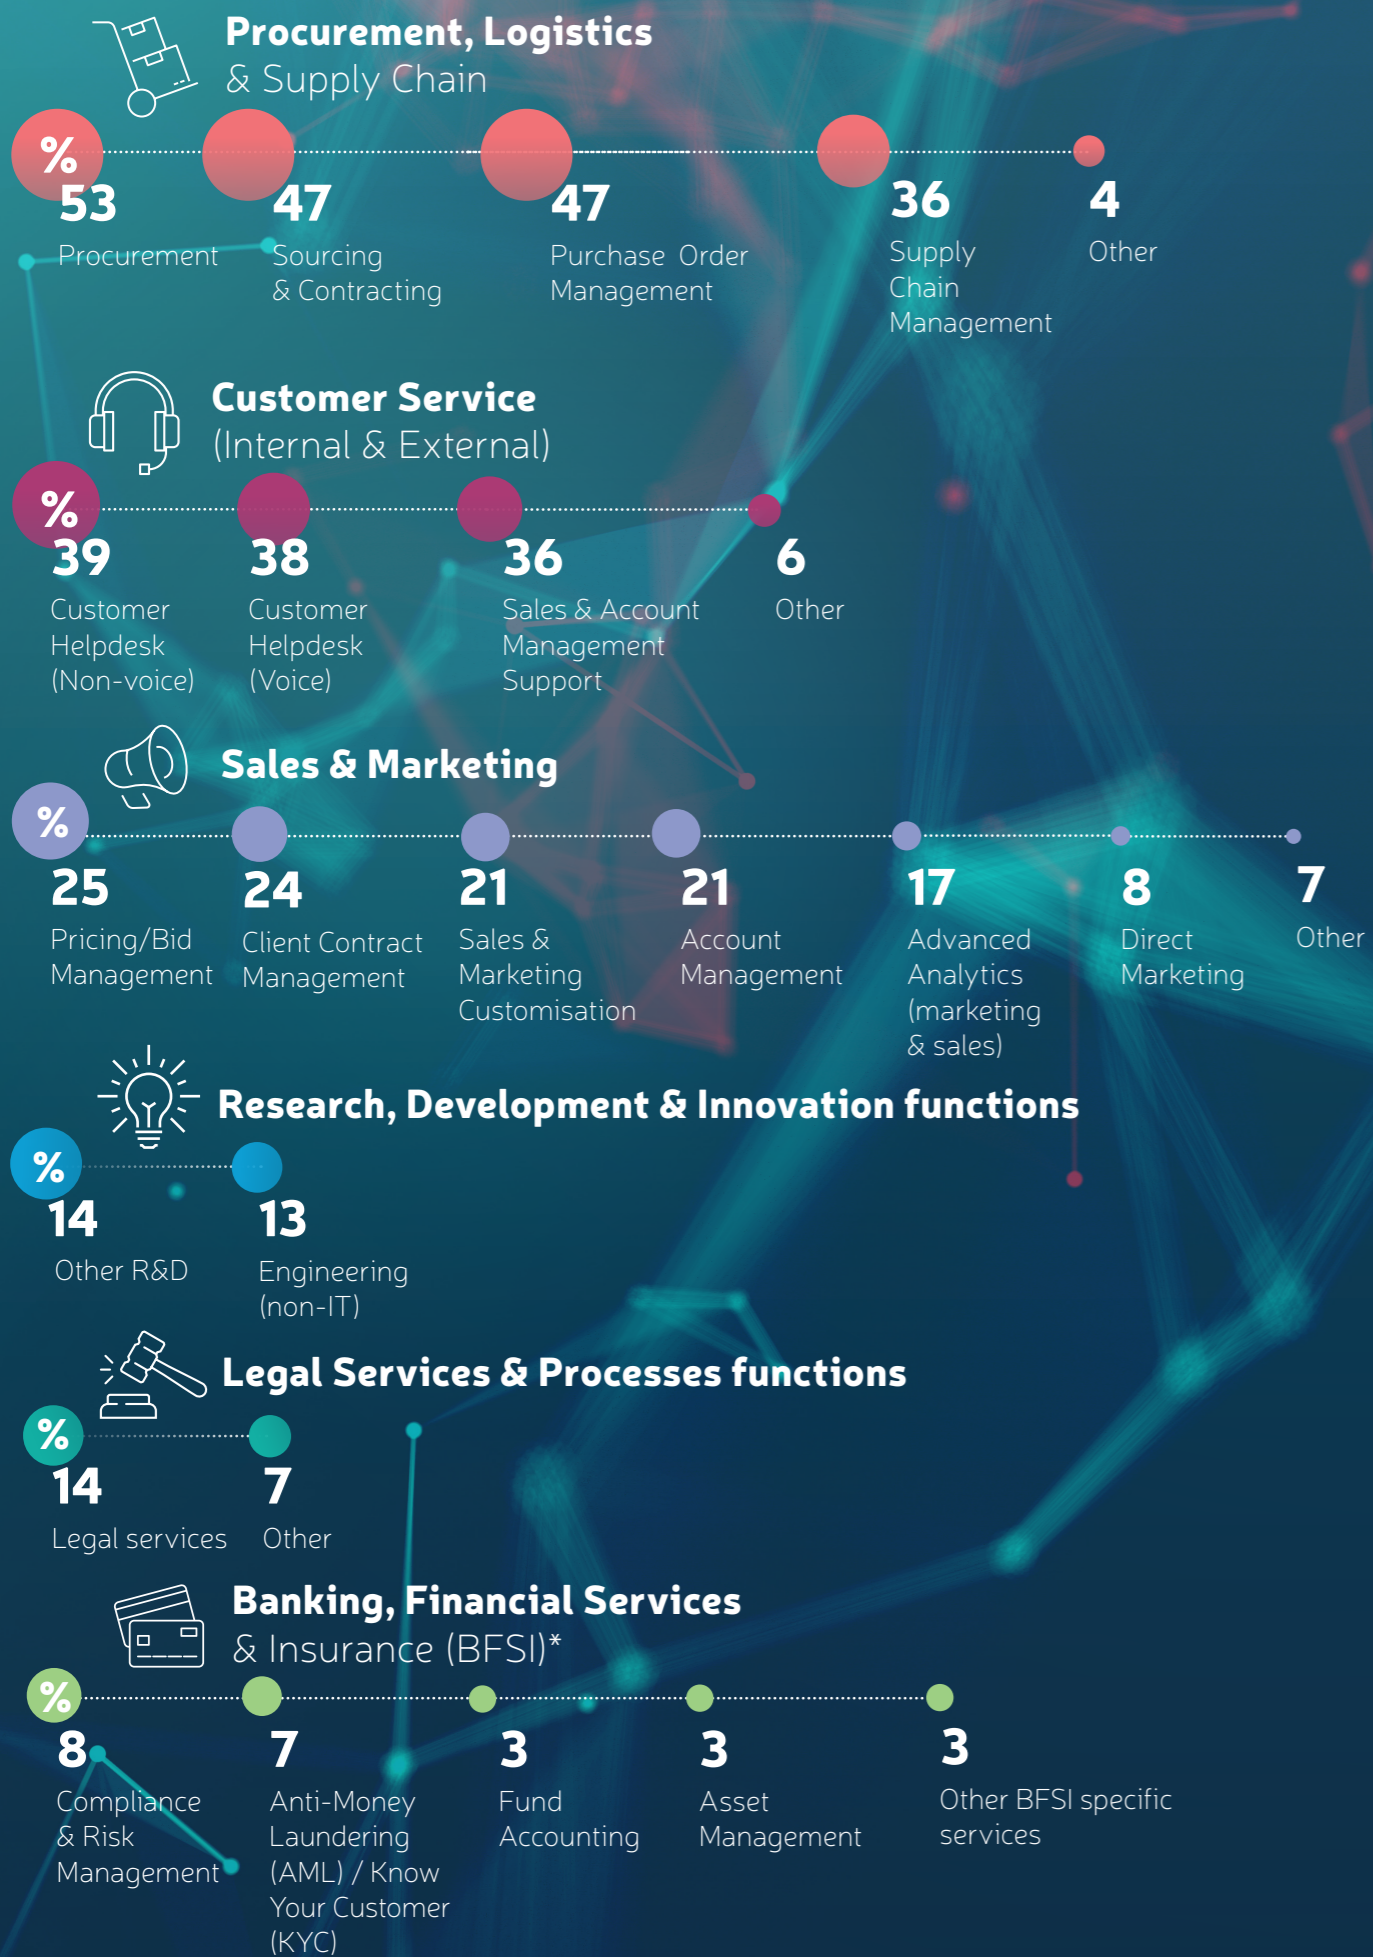 Procurement, Logistics
& Supply Chain
%
53
Procurement
47
Sourcing
& Contracting
47
Purchase Order
Management
36
Supply
Chain
Management
4
Other
Customer Service
(Internal & External)
%
39
Customer
Helpdesk
(Non-voice)
38
Customer
Helpdesk
(Voice)
36
Sales & Account
Management
Support
6
Other
Sales & Marketing
%
25
Pricing/Bid
Management
24
Client Contract
Management
21
Sales &
Marketing
Customisation
21
Account
Management
17
Advanced
Analytics
(marketing
& sales)
8
Direct
Marketing
7
Other
Research, Development & Innovation functions
%
14
Other R&D
13
Engineering
(non-IT)
Legal Services & Processes functions
%
14
Legal services
7
Other
Banking, Financial Services
& Insurance (BFSI)*
%
8
Compliance
& Risk
Management
7
Anti-Money
Laundering
(AML) / Know
Your Customer
(KYC)
3
Fund
Accounting
3
Asset
Management
3
Other BFSI specific
services